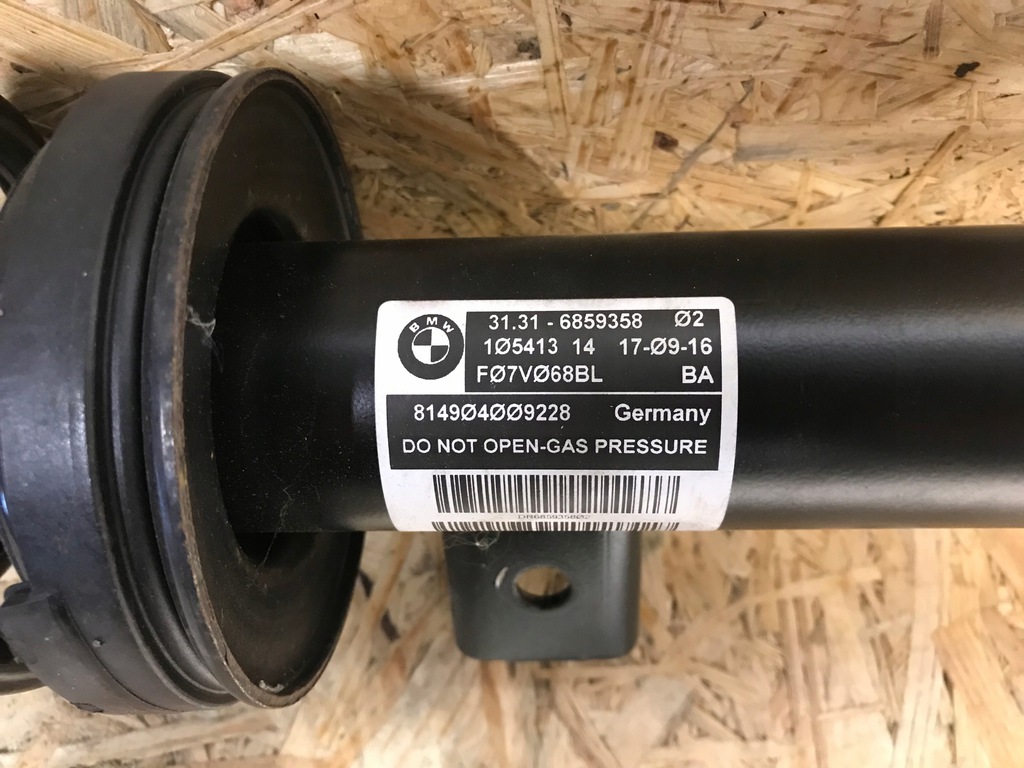 BMW
31.31 - 6859358 Ø2
1Ø5413 14 17-Ø9-16
FØ7VØ68BL BA
8149Ø4ØØ9228 Germany
DO NOT OPEN-GAS PRESSURE
DR6859358Ø2